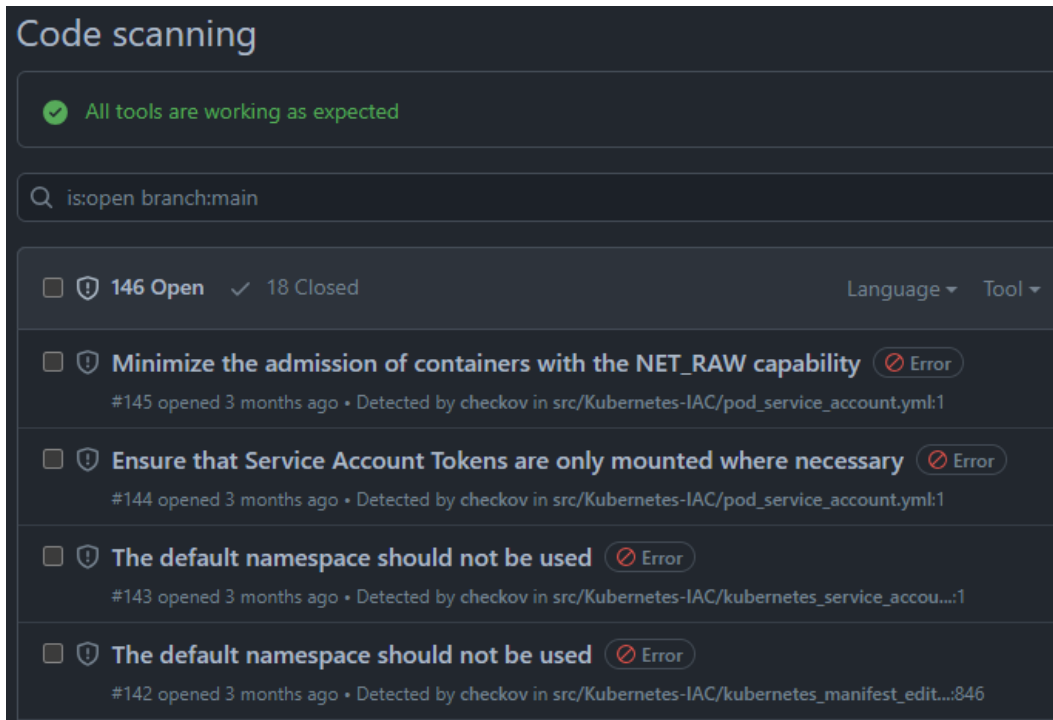 Code scanning
All tools are working as expected
is:open branch:main
146 Open 18 Closed Language Tool
Minimize the admission of containers with the NET_RAW capability Error
#145 opened 3 months ago • Detected by checkov in src/Kubernetes-IAC/pod_service_account.yml:1
Ensure that Service Account Tokens are only mounted where necessary Error
#144 opened 3 months ago • Detected by checkov in src/Kubernetes-IAC/pod_service_account.yml:1
The default namespace should not be used Error
#143 opened 3 months ago • Detected by checkov in src/Kubernetes-IAC/kubernetes_service_accou...:1
The default namespace should not be used Error
#142 opened 3 months ago • Detected by checkov in src/Kubernetes-IAC/kubernetes_manifest_edit...:846